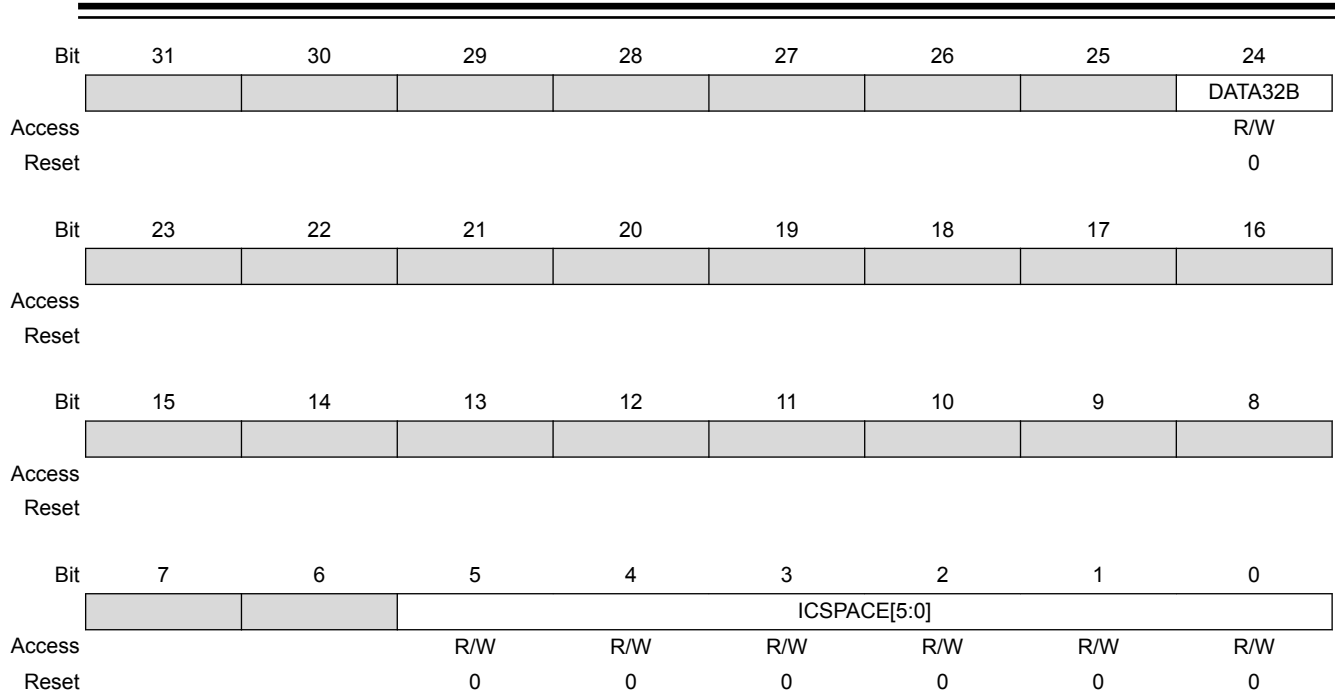 Bit 31 30 29 28 27 26 25 24
DATA32B
Access R/W
Reset 0
Bit 23 22 21 20 19 18 17 16
Access
Reset
Bit 15 14 13 12 11 10 9 8
Access
Reset
Bit 7 6 5 4 3 2 1 0
ICSPACE[5:0]
Access R/W R/W R/W R/W R/W R/W
Reset 0 0 0 0 0 0